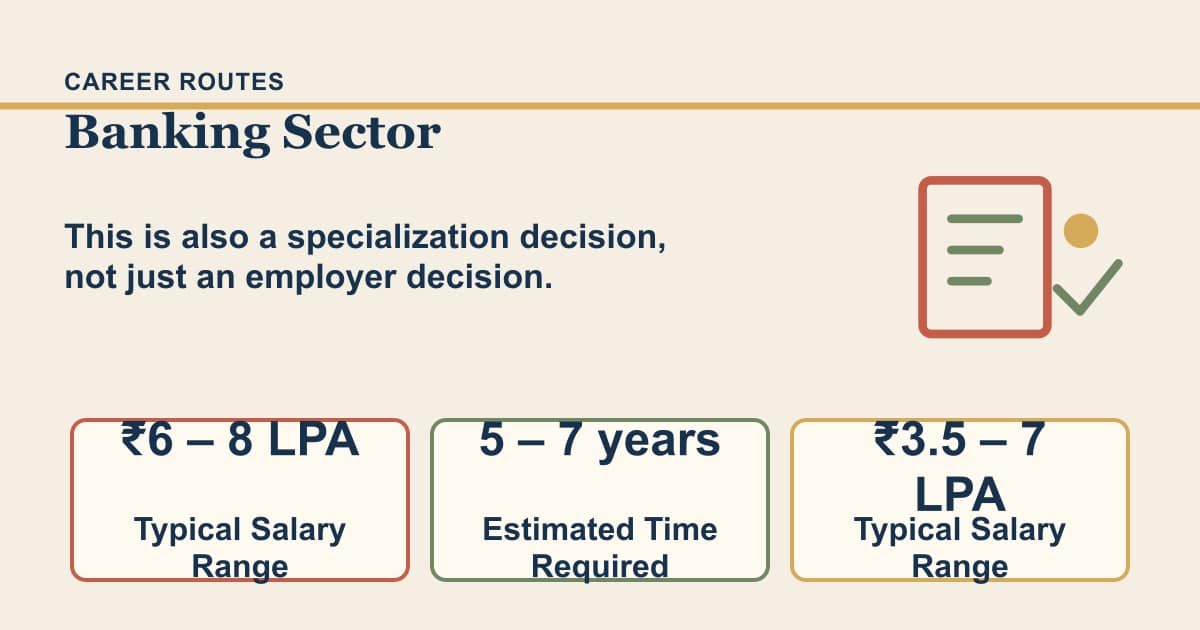 CAREER ROUTES
Banking Sector
This is also a specialization decision,
not just an employer decision.
₹6 – 8 LPA
Typical Salary
Range
5 – 7 years
Estimated Time
Required
₹3.5 – 7
LPA
Typical Salary
Range